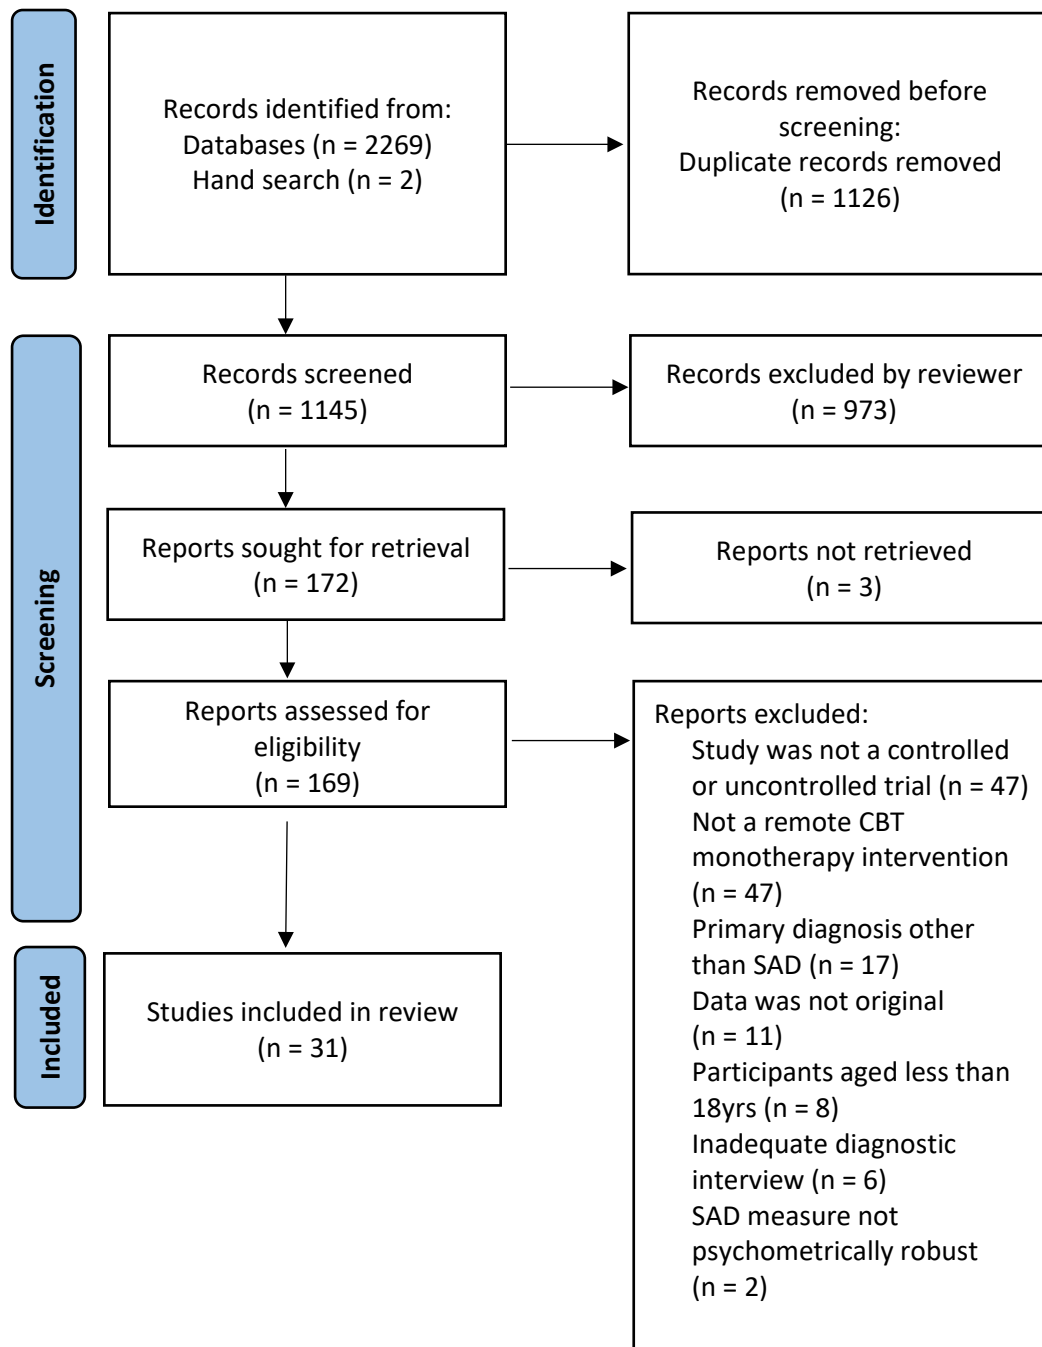 Identification
Records identified from:
Databases (n = 2269)
Hand search (n = 2)
Records removed before
screening:
Duplicate records removed
(n = 1126)
Screening
Records screened
(n = 1145)
Records excluded by reviewer
(n = 973)
Reports sought for retrieval
(n = 172)
Reports not retrieved
(n = 3)
Reports assessed for
eligibility
(n = 169)
Reports excluded:
Study was not a controlled
or uncontrolled trial (n = 47)
Not a remote CBT
monotherapy intervention
(n = 47)
Primary diagnosis other
than SAD (n = 17)
Data was not original
(n = 11)
Participants aged less than
18yrs (n = 8)
Inadequate diagnostic
interview (n = 6)
SAD measure not
psychometrically robust
(n = 2)
Included
Studies included in review
(n = 31)